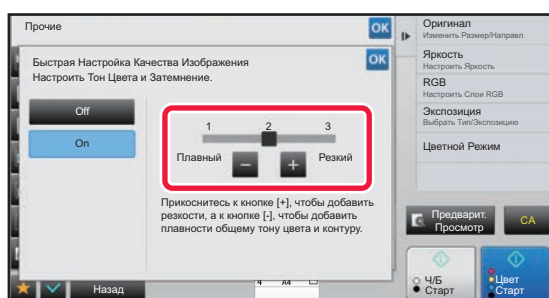 Прочие
OK
Быстрая Настройка Качества Изображения
Настроить Тон Цвета и Затемнение.
OK
Off
On
1 2 3
Плавный − + Резкий
Прикоснитесь к кнопке [+], чтобы добавить
резкости, а к кнопке [-], чтобы добавить
плавности общему тону цвета и контуру.
Назад
4 A4
Оригинал
Изменить Размер/Направл.
Яркость
Настроить Яркость
RGB
Настроить Слои RGB
Экспозиция
Выбрать Тип/Экспозицию
Цветной Режим
Предварит.
Просмотр
CA
Ч/Б
Старт
Цвет
Старт